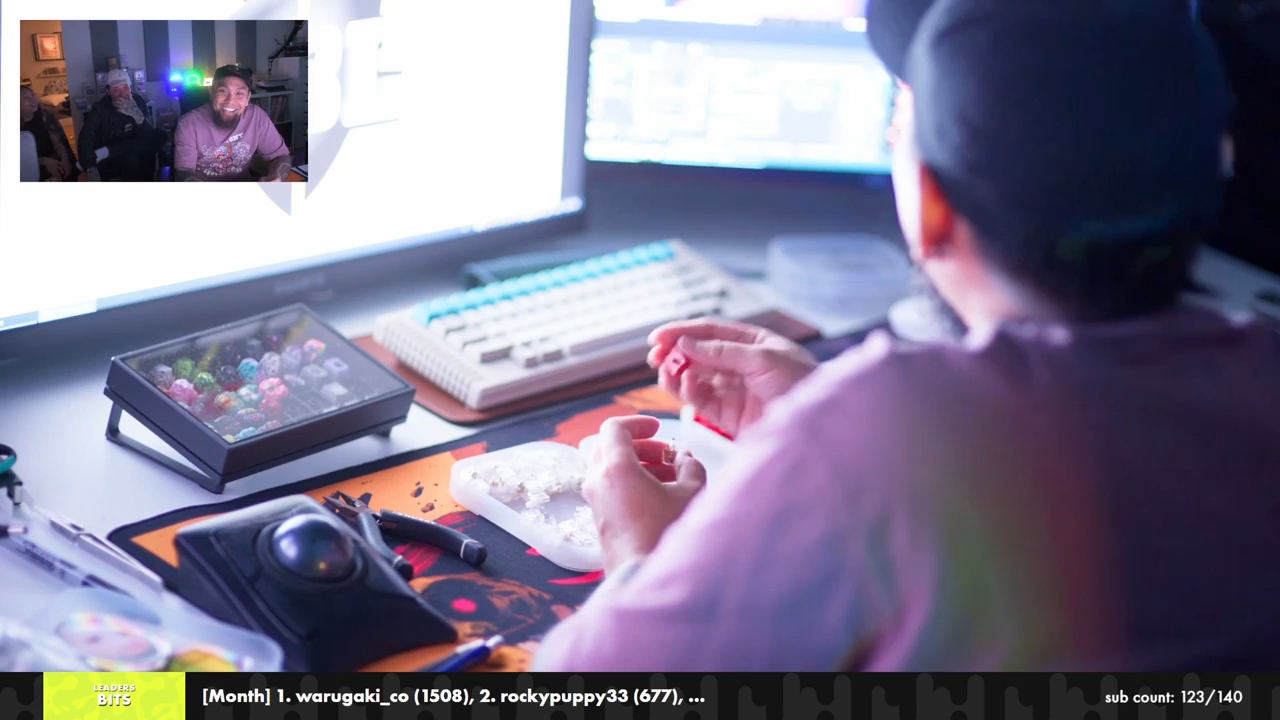 LEADERS
BITS
[Month] 1. warugaki_co (1508), 2. rockypuppy33 (677), ...
sub count: 123/140